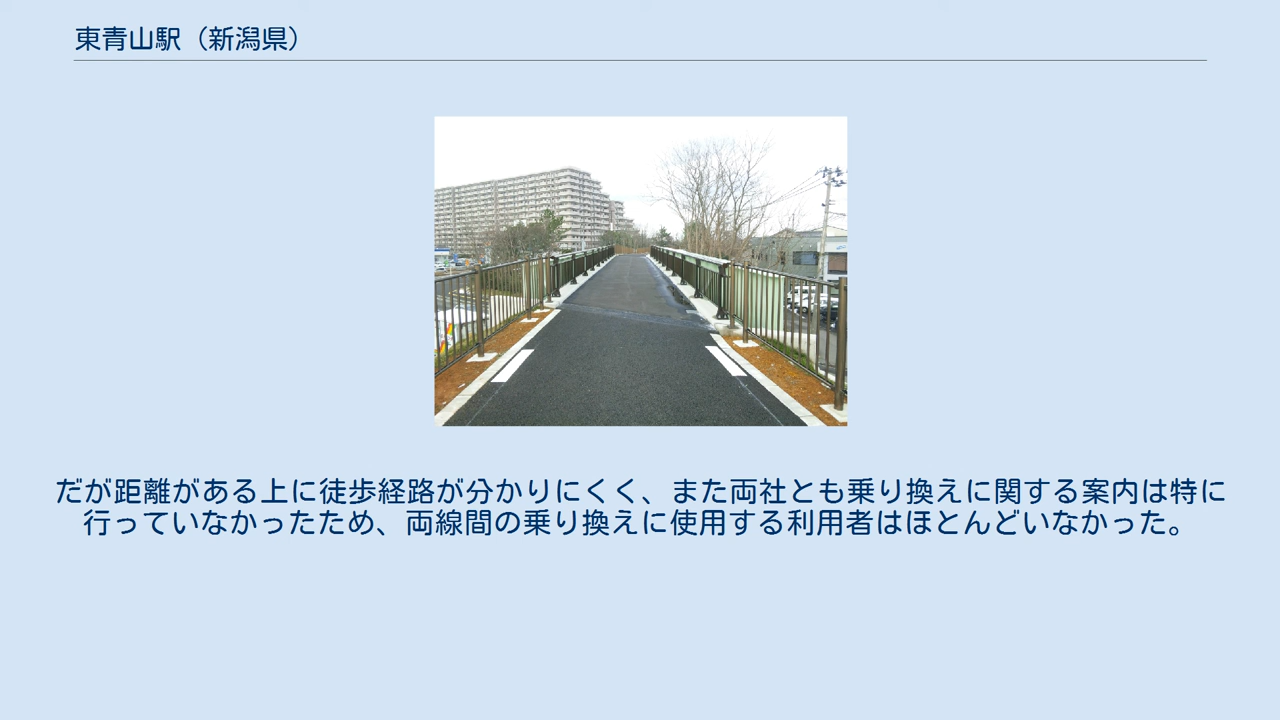 東青山駅（新潟県）
だが距離がある上に徒歩経路が分かりにくく、また両社とも乗り換えに関する案内は特に
行っていなかったため、両線間の乗り換えに使用する利用者はほとんどいなかった。